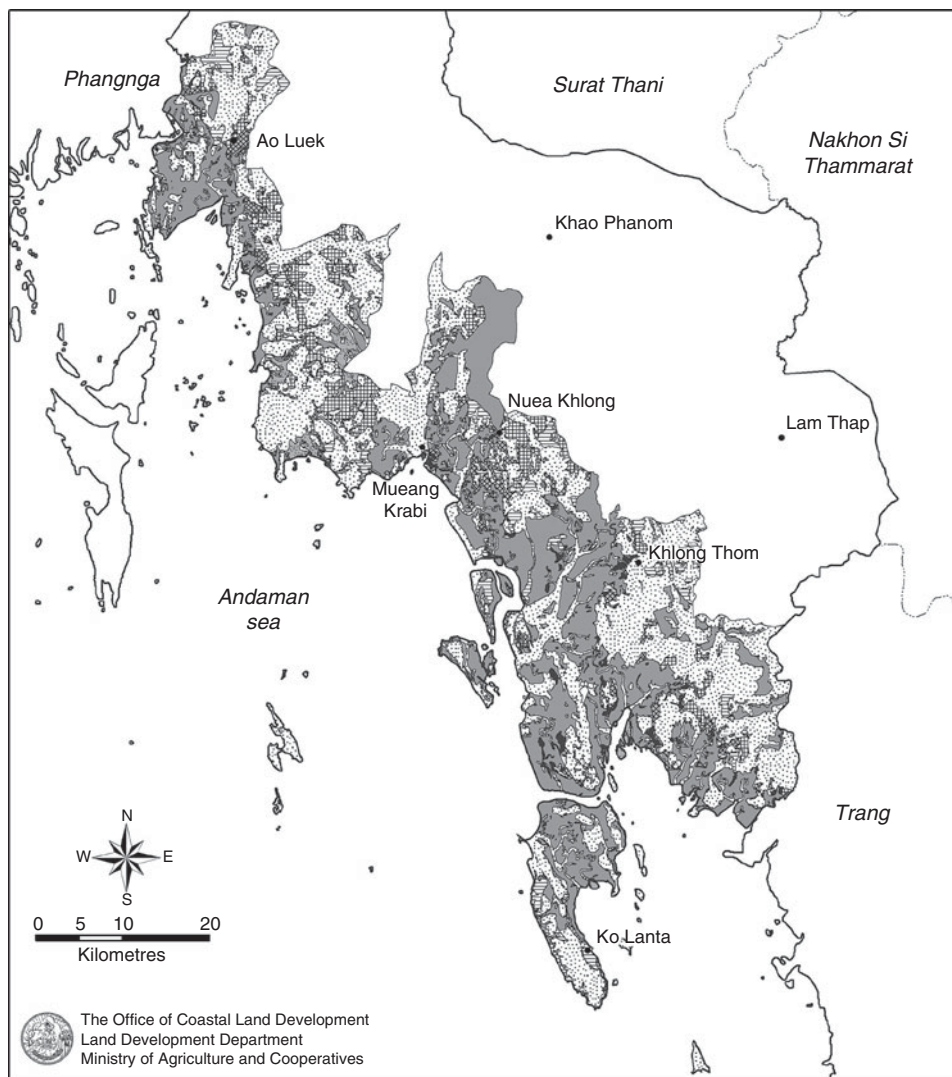 Phangnga
Surat Thani
Nakhon Si
Thammarat
Ao Luek
Khao Phanom
Nuea Khlong
Lam Thap
Mueang
Krabi
Khlong Thom
Andaman
sea
Trang
N
W E
S
0 5 10 20
Kilometres
Ko Lanta
The Office of Coastal Land Development
Land Development Department
Ministry of Agriculture and Cooperatives